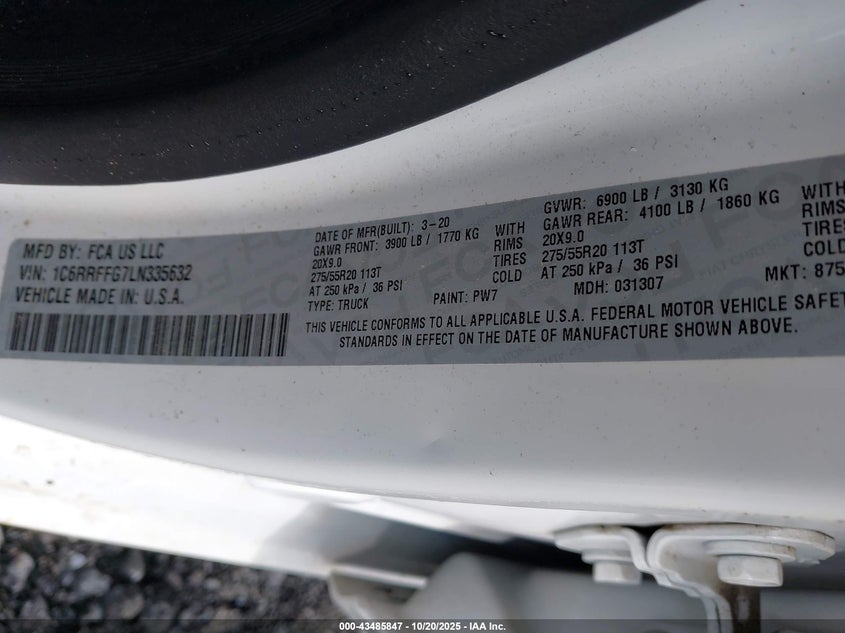 MFD BY: FCA US LLC
VIN: 1C6RRFFG7LN335632
VEHICLE MADE IN: U.S.A.
DATE OF MFR(BUILT): 3-20
GAWR FRONT: 3900 LB / 1770 KG WITH
20X9.0 RIMS
275/55R20 113T TIRES
AT 250 kPa / 36 PSI COLD
TYPE: TRUCK PAINT: PW7
GVWR: 6900 LB / 3130 KG
GAWR REAR: 4100 LB / 1860 KG WITH
20X9.0 RIMS
275/55R20 113T TIRES
AT 250 kPa / 36 PSI COLD
MDH: 031307 MKT: 875
THIS VEHICLE CONFORMS TO ALL APPLICABLE U.S.A. FEDERAL MOTOR VEHICLE SAFET
STANDARDS IN EFFECT ON THE DATE OF MANUFACTURE SHOWN ABOVE.
000-43485847 - 10/20/2025 - IAA Inc.